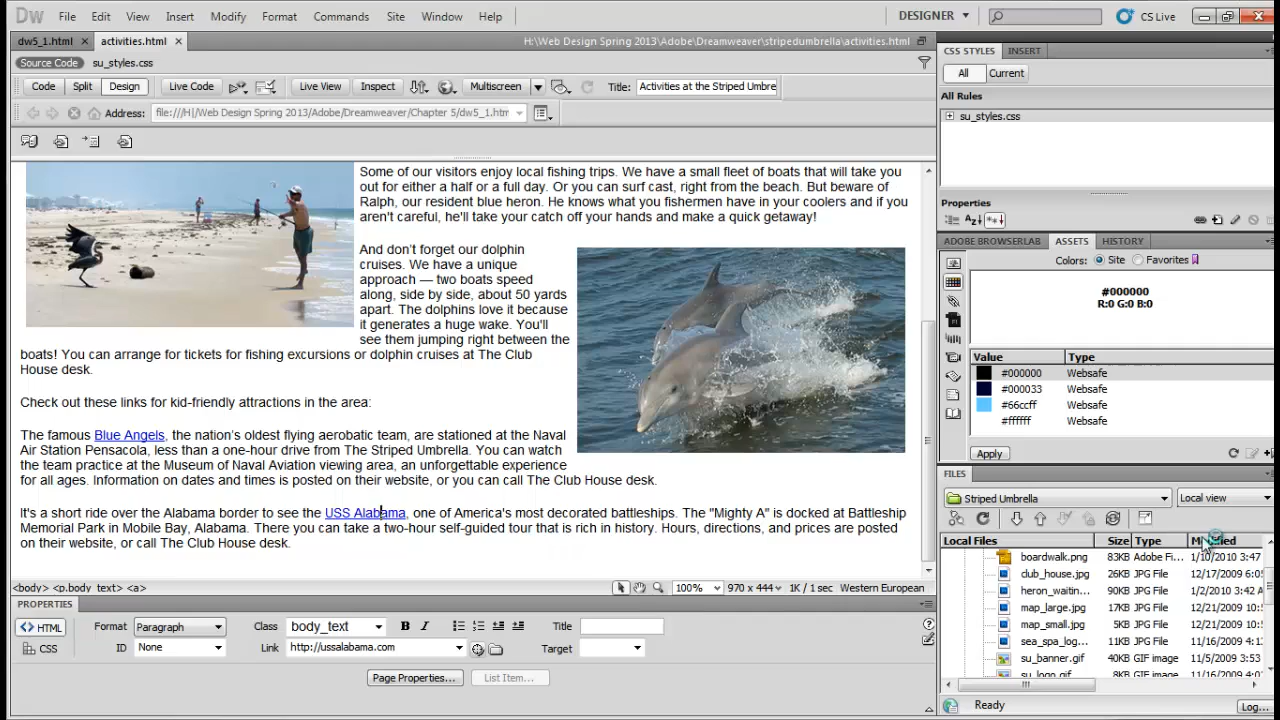 Dw File Edit View Insert Modify Format Commands Site Window Help DESIGNER CS Live
dw5_1.html activities.html H:\Web Design Spring 2013\Adobe\Dreamweaver\stripedumbrella\activities.html
Source Code su_styles.css
Code Split Design Live Code Live View Inspect Multiscreen Title: Activities at the Striped Umbre
Address: file:///H|/Web Design Spring 2013/Adobe/Dreamweaver/Chapter 5/dw5_1.htm
Some of our visitors enjoy local fishing trips. We have a small fleet of boats that will take you
out for either a half or a full day. Or you can surf cast, right from the beach. But beware of
Ralph, our resident blue heron. He knows what you fishermen have in your coolers and if you
aren't careful, he'll take your catch off your hands and make a quick getaway!
And don't forget our dolphin
cruises. We have a unique
approach — two boats speed
along, side by side, about 50 yards
apart. The dolphins love it because
it generates a huge wake. You'll
see them jumping right between the
boats! You can arrange for tickets for fishing excursions or dolphin cruises at The Club
House desk.
Check out these links for kid-friendly attractions in the area:
The famous Blue Angels, the nation's oldest flying aerobatic team, are stationed at the Naval
Air Station Pensacola, less than a one-hour drive from The Striped Umbrella. You can watch
the team practice at the Museum of Naval Aviation viewing area, an unforgettable experience
for all ages. Information on dates and times is posted on their website, or you can call The Club House desk.
It's a short ride over the Alabama border to see the USS Alabama, one of America's most decorated battleships. The "Mighty A" is docked at Battleship
Memorial Park in Mobile Bay, Alabama. There you can take a two-hour self-guided tour that is rich in history. Hours, directions, and prices are posted
on their website, or call The Club House desk.
<body> <p.body_text> <a> 100% 970 x 444 1K / 1 sec Western European
PROPERTIES
HTML Format Paragraph Class body_text B I Title
CSS ID None Link http://ussalabama.com Target
Page Properties... List Item...
CSS STYLES INSERT
All Current
All Rules
su_styles.css
Properties
Az
ADOBE BROWSERLAB ASSETS HISTORY
Colors: Site Favorites
#000000
R:0 G:0 B:0
Value Type
#000000 Websafe
#000033 Websafe
#66ccff Websafe
#ffffff Websafe
Apply
FILES
Striped Umbrella Local view
Local Files Size Type Modified
boardwalk.png 83KB Adobe Fi... 1/10/2010 3:47
club_house.jpg 26KB JPG File 12/17/2009 6:0
heron_waitin... 90KB JPG File 1/2/2010 3:42 A
map_large.jpg 17KB JPG File 12/21/2009 10:
map_small.jpg 5KB JPG File 12/21/2009 10:
sea_spa_log... 11KB JPG File 11/16/2009 4:1
su_banner.gif 40KB GIF image 11/5/2009 3:53
su_logo.gif 8KB GIF image 11/16/2009 4:0
Ready Log...